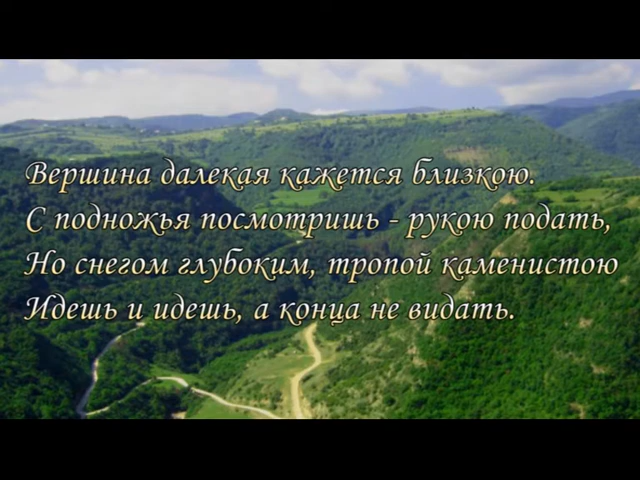 Вершина далекая кажется близкою.
С подножья посмотришь - рукою подать,
Но снегом глубоким, тропой каменистою
Идешь и идешь, а конца не видать.